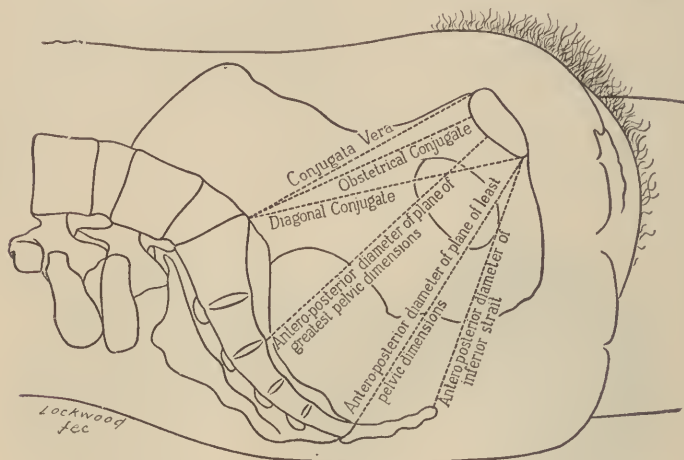 Conjugata Vera
Obstetrical Conjugate
Diagonal Conjugate
Antero-posterior diameter of plane of
greatest pelvic dimensions
Antero-posterior diameter of plane of least
pelvic dimensions
Antero-posterior diameter of
inferior strait
Lockwood
fec